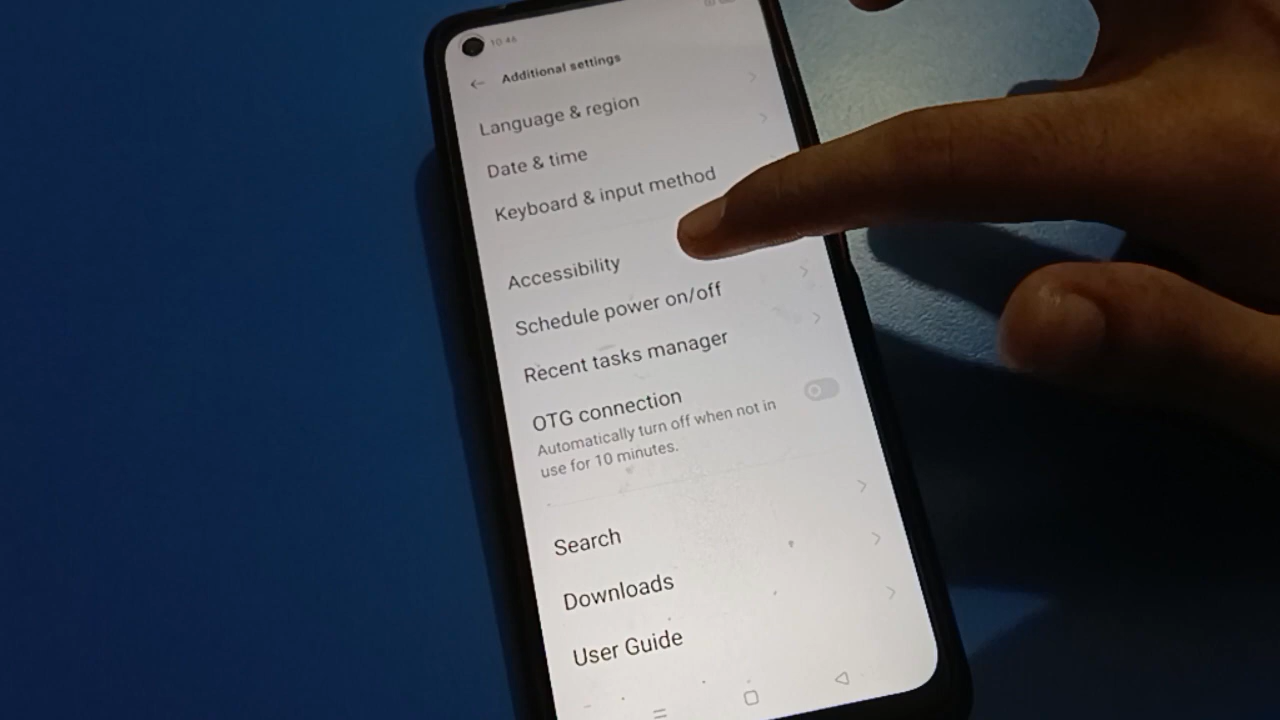 10:46
Additional settings
Language & region
Date & time
Keyboard & input method
Accessibility
Schedule power on/off
Recent tasks manager
OTG connection
Automatically turn off when not in
use for 10 minutes.
Search
Downloads
User Guide